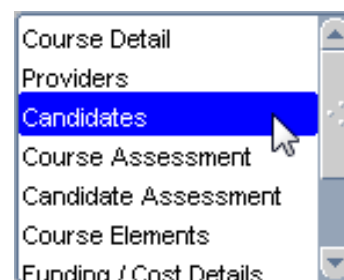 Course Detail
Providers
Candidates
Course Assessment
Candidate Assessment
Course Elements
Funding / Cost Details